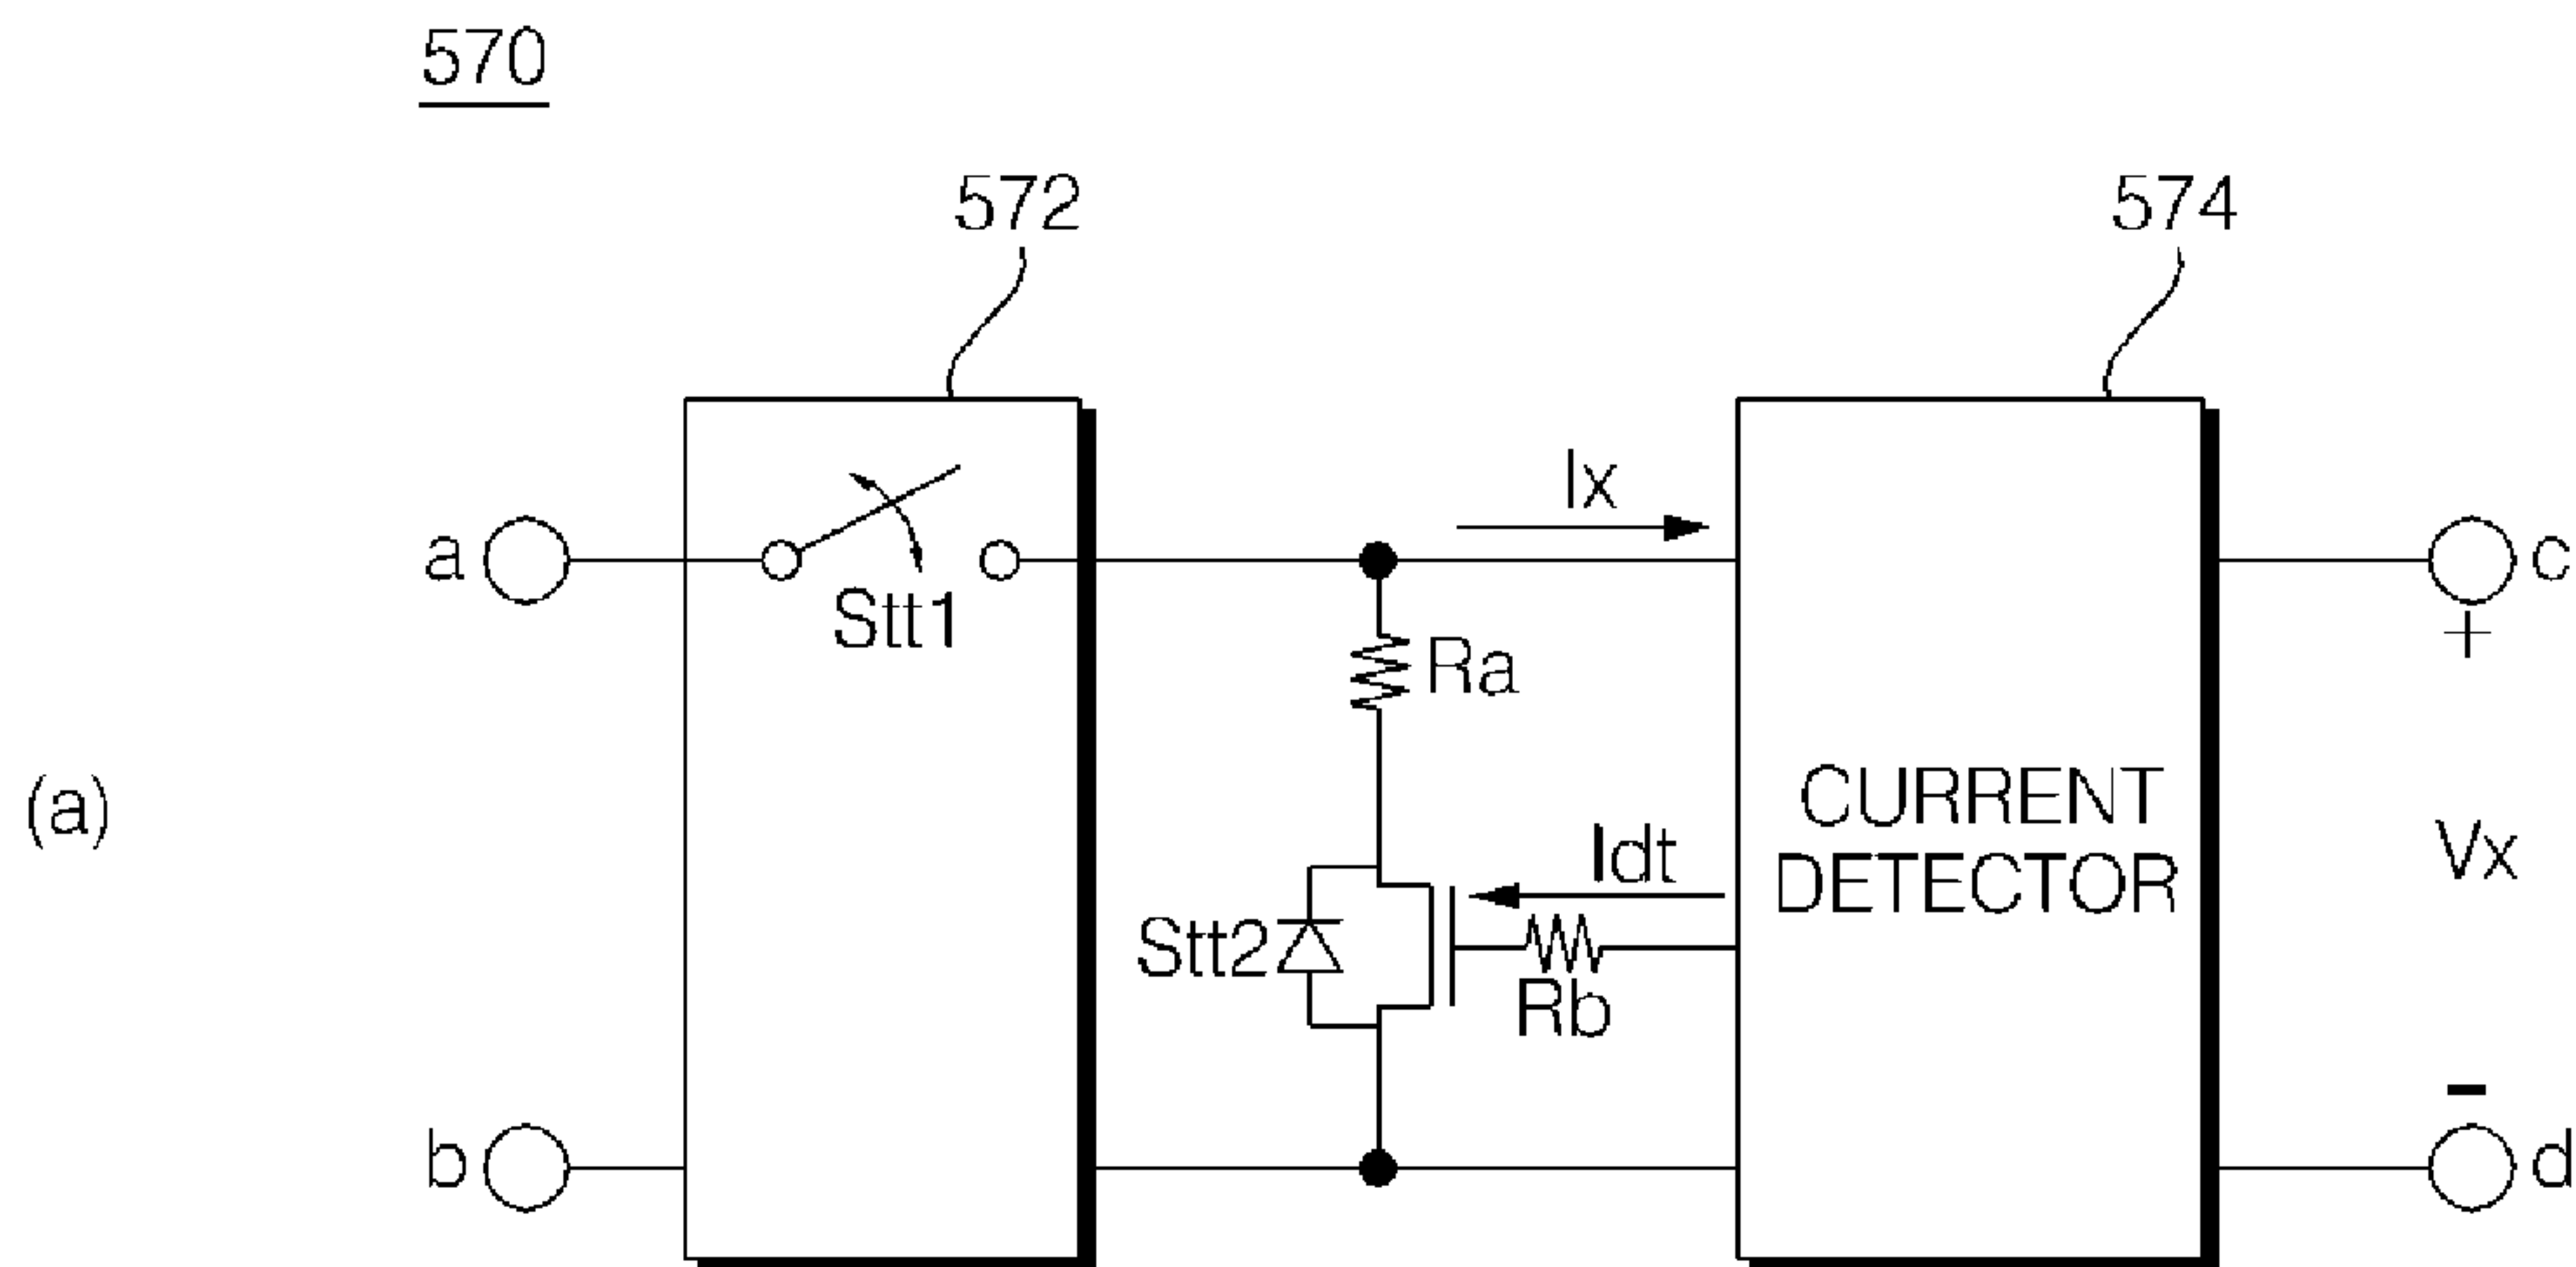 570
572
574
Ix
a
c
+
Stt1
Ra
(a)
CURRENT
DETECTOR
Vx
Idt
Stt2
Rb
-
b
d